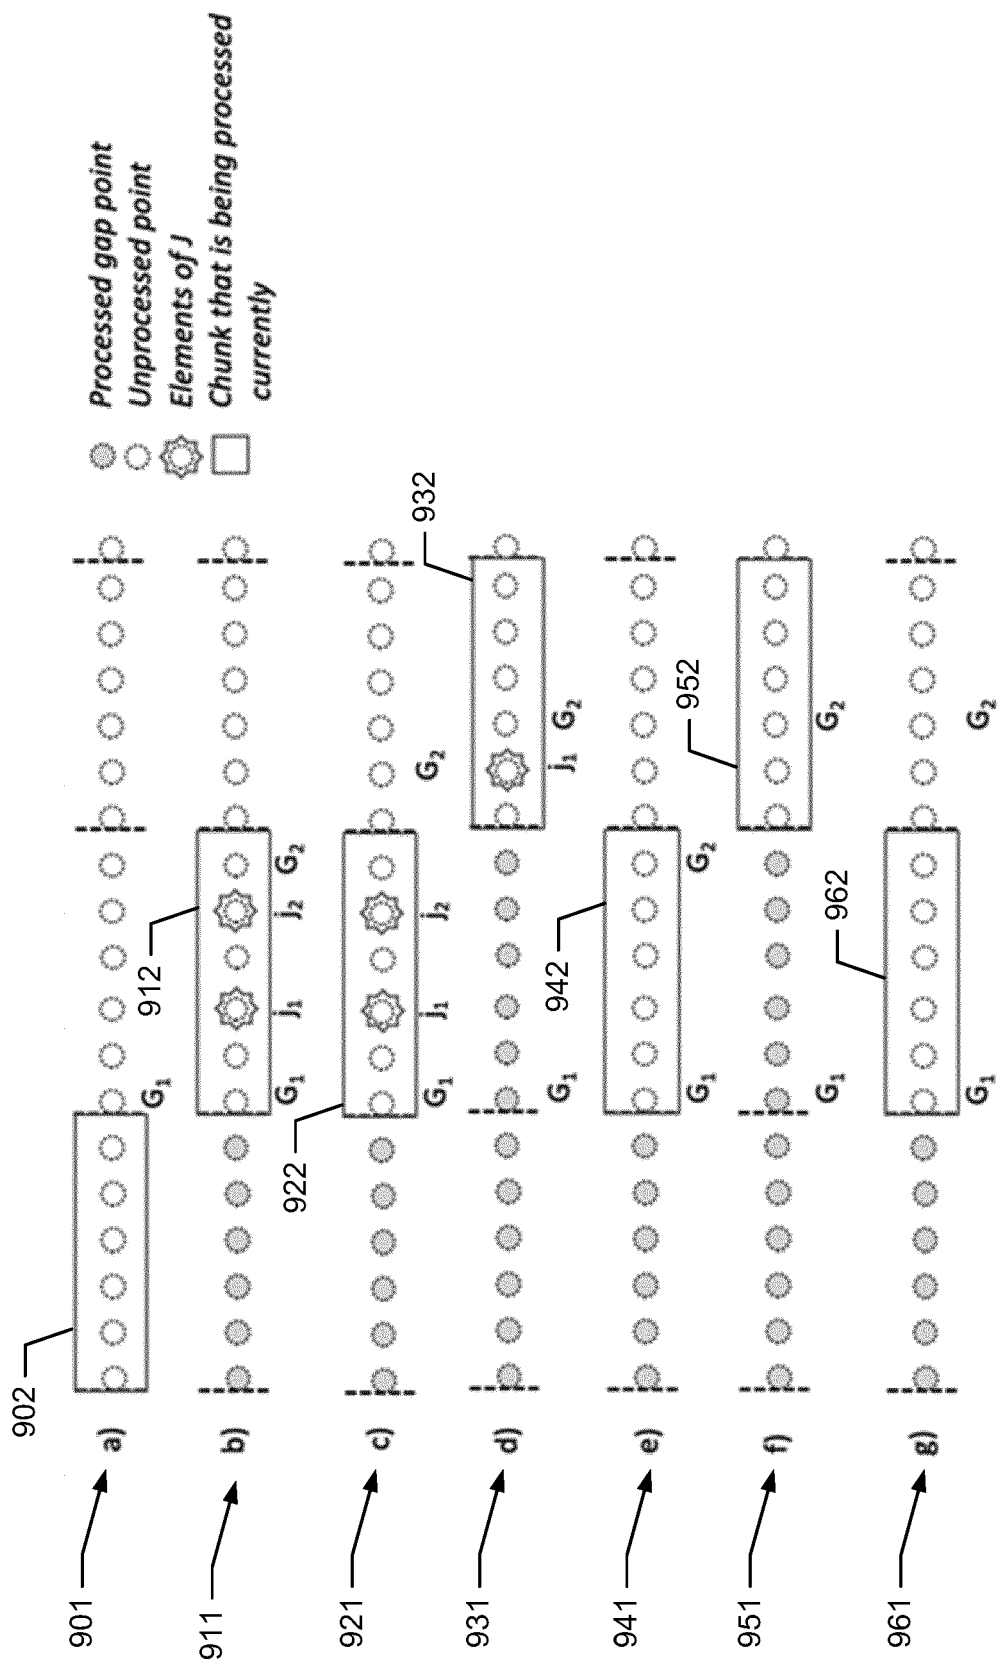 Processed gap point
Unprocessed point
Elements of J
Chunk that is being processed
currently
901
a)
902
G₁
911
b)
912
G₁
j₁
j₂
G₂
921
c)
922
G₁
j₁
j₂
G₂
931
d)
932
G₁
j₁
G₂
941
e)
942
G₁
G₂
951
f)
952
G₁
G₂
961
g)
962
G₁
G₂